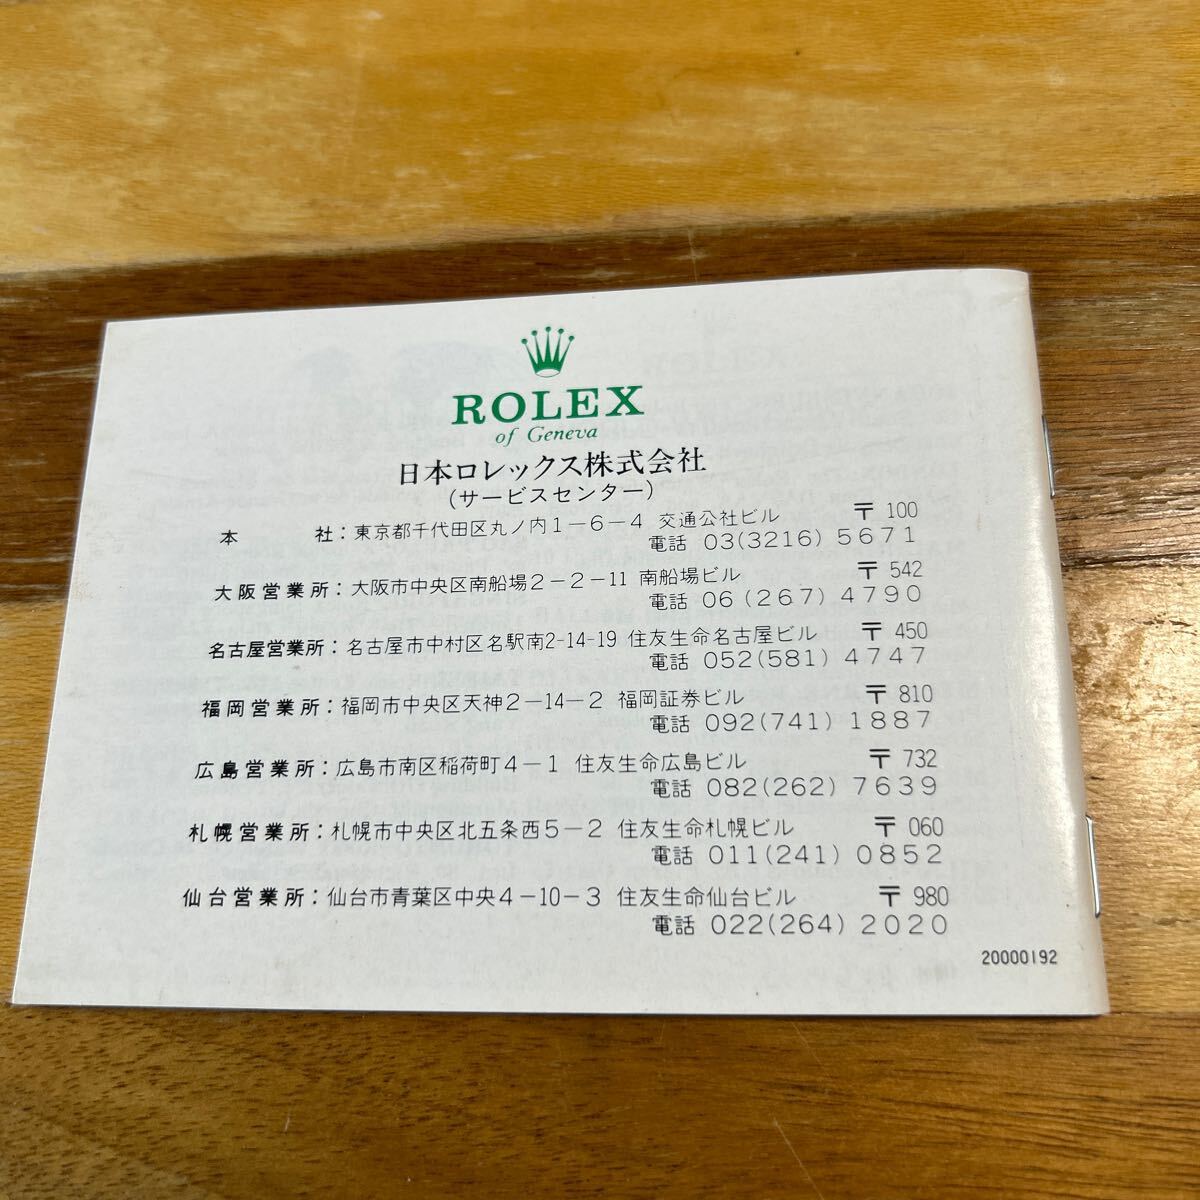 ROLEX
of Geneva
日本ロレックス株式会社
(サービスセンター)
本社：東京都千代田区丸ノ内1－6－4 交通公社ビル 〒100
電話 03(3216)5671
大阪営業所：大阪市中央区南船場2－2－11 南船場ビル 〒542
電話 06(267)4790
名古屋営業所：名古屋市中村区名駅南2-14-19 住友生命名古屋ビル 〒450
電話 052(581)4747
福岡営業所：福岡市中央区天神2－14－2 福岡証券ビル 〒810
電話 092(741)1887
広島営業所：広島市南区稲荷町4－1 住友生命広島ビル 〒732
電話 082(262)7639
札幌営業所：札幌市中央区北五条西5－2 住友生命札幌ビル 〒060
電話 011(241)0852
仙台営業所：仙台市青葉区中央4－10－3 住友生命仙台ビル 〒980
電話 022(264)2020
20000192